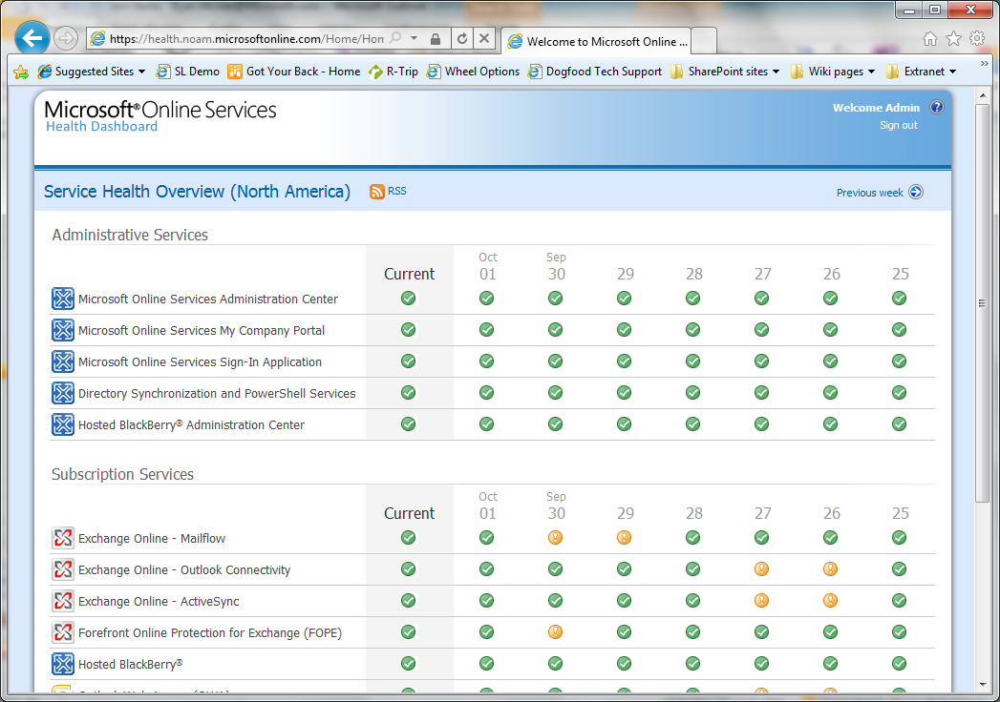 https://health.noam.microsoftonline.com/Home/Hon
Welcome to Microsoft Online ...
Suggested Sites SL Demo Got Your Back - Home R-Trip Wheel Options Dogfood Tech Support SharePoint sites Wiki pages Extranet »
Microsoft® Online Services
Health Dashboard
Welcome Admin ?
Sign out
Service Health Overview (North America) RSS
Previous week
Administrative Services
Oct Sep
Current 01 30 29 28 27 26 25
Microsoft Online Services Administration Center
Microsoft Online Services My Company Portal
Microsoft Online Services Sign-In Application
Directory Synchronization and PowerShell Services
Hosted BlackBerry® Administration Center
Subscription Services
Oct Sep
Current 01 30 29 28 27 26 25
Exchange Online - Mailflow
Exchange Online - Outlook Connectivity
Exchange Online - ActiveSync
Forefront Online Protection for Exchange (FOPE)
Hosted BlackBerry®